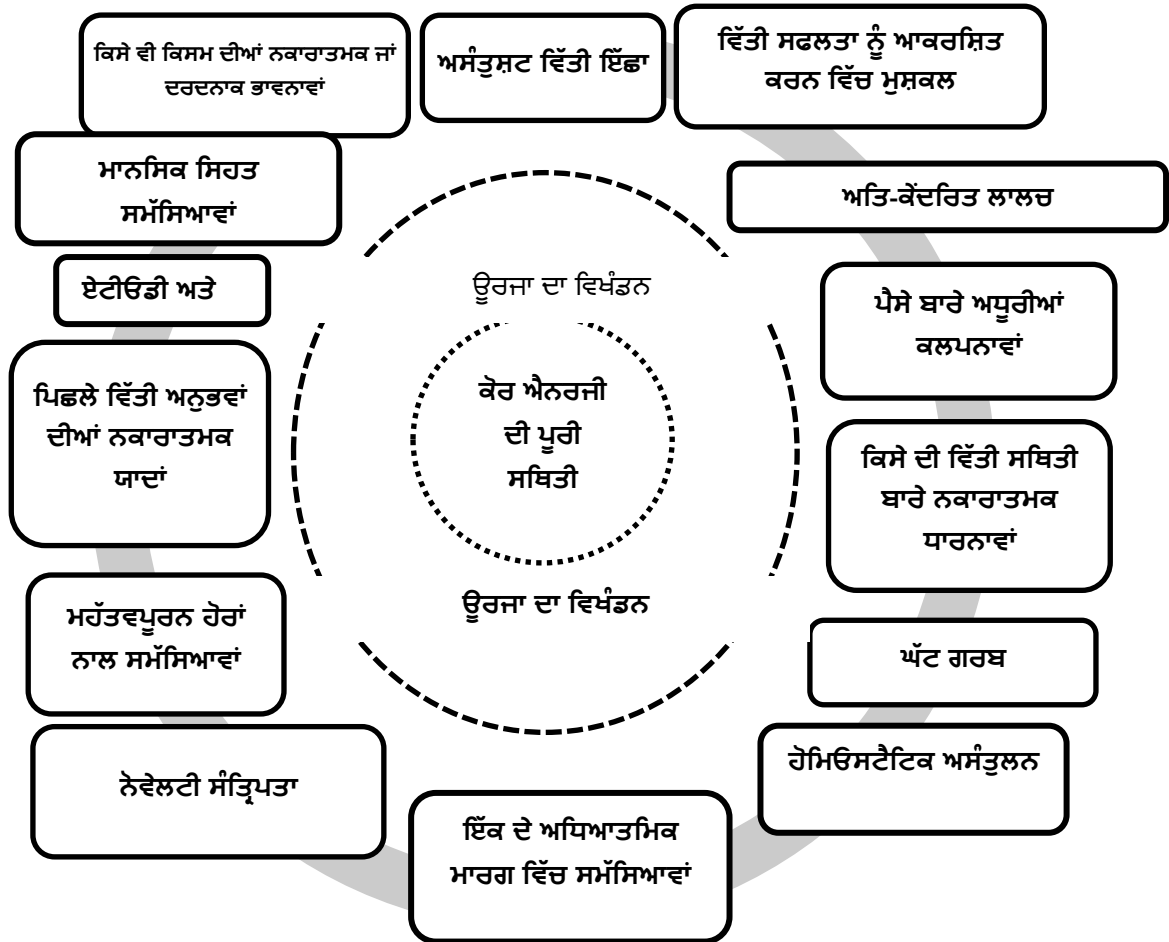 ਕਿਸੇ ਵੀ ਕਿਸਮ ਦੀਆਂ ਨਕਾਰਾਤਮਕ ਜਾਂ
ਦਰਦਨਾਕ ਭਾਵਨਾਵਾਂ
ਅਸੰਤੁਸ਼ਟ ਵਿੱਤੀ ਇੱਛਾ
ਵਿੱਤੀ ਸਫਲਤਾ ਨੂੰ ਆਕਰਸ਼ਿਤ
ਕਰਨ ਵਿੱਚ ਮੁਸ਼ਕਲ
ਮਾਨਸਿਕ ਸਿਹਤ
ਸਮੱਸਿਆਵਾਂ
ਅਤਿ-ਕੇਂਦਰਿਤ ਲਾਲਚ
ਏਟੀਓਡੀ ਅਤੇ
ਊਰਜਾ ਦਾ ਵਿਖੰਡਨ
ਪੈਸੇ ਬਾਰੇ ਅਧੂਰੀਆਂ
ਕਲਪਨਾਵਾਂ
ਪਿਛਲੇ ਵਿੱਤੀ ਅਨੁਭਵਾਂ
ਦੀਆਂ ਨਕਾਰਾਤਮਕ
ਯਾਦਾਂ
ਕੋਰ ਐਨਰਜੀ
ਦੀ ਪੂਰੀ
ਸਥਿਤੀ
ਕਿਸੇ ਦੀ ਵਿੱਤੀ ਸਥਿਤੀ
ਬਾਰੇ ਨਕਾਰਾਤਮਕ
ਧਾਰਨਾਵਾਂ
ਮਹੱਤਵਪੂਰਨ ਹੋਰਾਂ
ਨਾਲ ਸਮੱਸਿਆਵਾਂ
ਊਰਜਾ ਦਾ ਵਿਖੰਡਨ
ਘੱਟ ਗਰਬ
ਨੋਵੇਲਟੀ ਸੰਤ੍ਰਿਪਤਾ
ਹੋਮਿਓਸਟੈਟਿਕ ਅਸੰਤੁਲਨ
ਇੱਕ ਦੇ ਅਧਿਆਤਮਿਕ
ਮਾਰਗ ਵਿੱਚ ਸਮੱਸਿਆਵਾਂ